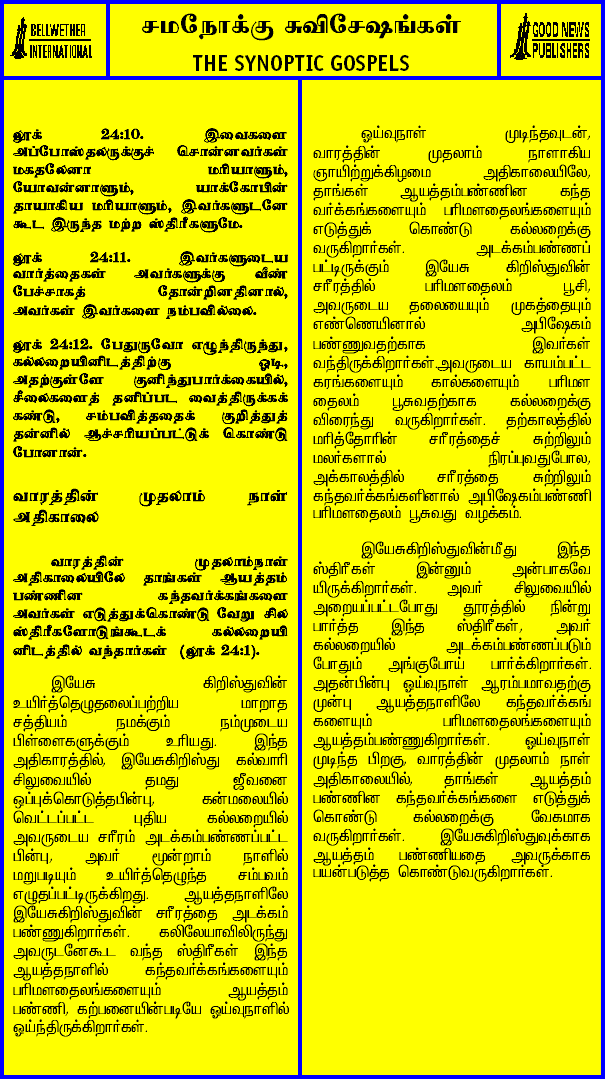 BELLWETHER
INTERNATIONAL
சமநோக்கு சுவிசேஷங்கள்
THE SYNOPTIC GOSPELS
GOOD NEWS
PUBLISHERS
லூக் 24:10. இவைகளை
அப்போஸ்தலருக்குச் சொன்னவர்கள்
மகதலேனா மரியாளும்,
யோவன்னாளும், யாக்கோபின்
தாயாகிய மரியாளும், இவர்களுடனே
கூட இருந்த மற்ற ஸ்திரீகளுமே.
லூக் 24:11. இவர்களுடைய
வார்த்தைகள் அவர்களுக்கு வீண்
பேச்சாகத் தோன்றினதினால்,
அவர்கள் இவர்களை நம்பவில்லை.
லூக் 24:12. பேதுருவோ எழுந்திருந்து,
கல்லறையினிடத்திற்கு ஓடி,,
அதற்குள்ளே குனிந்துபார்க்கையில்,
சீலைகளைத் தனிப்பட வைத்திருக்கக்
கண்டு, சம்பவித்ததைக் குறித்துத்
தன்னில் ஆச்சரியப்பட்டுக் கொண்டு
போனான்.
வாரத்தின் முதலாம் நாள்
அதிகாலை
வாரத்தின் முதலாம்நாள்
அதிகாலையிலே தாங்கள் ஆயத்தம்
பண்ணின கந்தவர்க்கங்களை
அவர்கள் எடுத்துக்கொண்டு வேறு சில
ஸ்திரீகளோடுங்கூடக் கல்லறையி
னிடத்தில் வந்தார்கள் (லூக் 24:1).
இயேசு கிறிஸ்துவின்
உயிர்த்தெழுதலைப்பற்றிய மாறாத
சத்தியம் நமக்கும் நம்முடைய
பிள்ளைகளுக்கும் உரியது. இந்த
அதிகாரத்தில், இயேசுகிறிஸ்து கல்வாரி
சிலுவையில் தமது ஜீவனை
ஒப்புக்கொடுத்தபின்பு, கன்மலையில்
வெட்டப்பட்ட புதிய கல்லறையில்
அவருடைய சரீரம் அடக்கம்பண்ணப்பட்ட
பின்பு, அவர் மூன்றாம் நாளில்
மறுபடியும் உயிர்த்தெழுந்த சம்பவம்
எழுதப்பட்டிருக்கிறது. ஆயத்தநாளிலே
இயேசுகிறிஸ்துவின் சரீரத்தை அடக்கம்
பண்ணுகிறார்கள். கலிலேயாவிலிருந்து
அவருடனேகூட வந்த ஸ்திரீகள் இந்த
ஆயத்தநாளில் கந்தவர்க்கங்களையும்
பரிமளதைலங்களையும் ஆயத்தம்
பண்ணி, கற்பனையின்படியே ஓய்வுநாளில்
ஓய்ந்திருக்கிறார்கள்.
ஓய்வுநாள் முடிந்தவுடன்,
வாரத்தின் முதலாம் நாளாகிய
ஞாயிற்றுக்கிழமை அதிகாலையிலே,
தாங்கள் ஆயத்தம்பண்ணின கந்த
வர்க்கங்களையும் பரிமளதைலங்களையும்
எடுத்துக் கொண்டு கல்லறைக்கு
வருகிறார்கள். அடக்கம்பண்ணப்
பட்டிருக்கும் இயேசு கிறிஸ்துவின்
சரீரத்தில் பரிமளதைலம் பூசி,
அவருடைய தலையையும் முகத்தையும்
எண்ணெயினால் அபிஷேகம்
பண்ணுவதற்காக இவர்கள்
வந்திருக்கிறார்கள்.அவருடைய காயம்பட்ட
கரங்களையும் கால்களையும் பரிமள
தைலம் பூசுவதற்காக கல்லறைக்கு
விரைந்து வருகிறார்கள். தற்காலத்தில்
மரித்தோரின் சரீரத்தைச் சுற்றிலும்
மலர்களால் நிரப்புவதுபோல,
அக்காலத்தில் சரீரத்தை சுற்றிலும்
கந்தவர்க்கங்களினால் அபிஷேகம்பண்ணி
பரிமளதைலம் பூசுவது வழக்கம்.
இயேசுகிறிஸ்துவின்மீது இந்த
ஸ்திரீகள் இன்னும் அன்பாகவே
யிருக்கிறார்கள். அவர் சிலுவையில்
அறையப்பட்டபோது தூரத்தில் நின்று
பார்த்த இந்த ஸ்திரீகள், அவர்
கல்லறையில் அடக்கம்பண்ணப்படும்
போதும் அங்குபோய் பார்க்கிறார்கள்.
அதன்பின்பு ஓய்வுநாள் ஆரம்பமாவதற்கு
முன்பு ஆயத்தநாளிலே கந்தவர்க்கங்
களையும் பரிமளதைலங்களையும்
ஆயத்தம்பண்ணுகிறார்கள். ஓய்வுநாள்
முடிந்த பிறகு, வாரத்தின் முதலாம் நாள்
அதிகாலையில், தாங்கள் ஆயத்தம்
பண்ணின கந்தவர்க்கங்களை எடுத்துக்
கொண்டு கல்லறைக்கு வேகமாக
வருகிறார்கள். இயேசுகிறிஸ்துவுக்காக
ஆயத்தம் பண்ணியதை அவருக்காக
பயன்படுத்த கொண்டுவருகிறார்கள்.